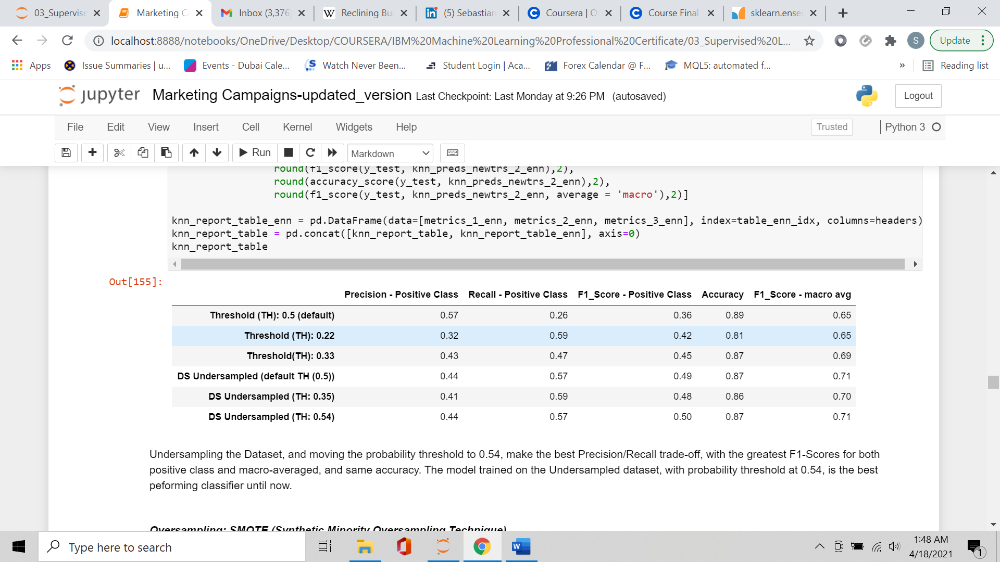 03_Supervise
Marketing C
Inbox (3,376
Reclining Bu
(5) Sebastian
Coursera | O
Course Final
sklearn.ense
localhost:8888/notebooks/OneDrive/Desktop/COURSERA/IBM%20Machine%20Learning%20Professional%20Certificate/03_Supervised%20L...
S
Update
Apps
Issue Summaries | u...
Events - Dubai Cale...
Watch Never Been...
Student Login | Aca...
Forex Calendar @ F...
MQL5: automated f...
»
Reading list
jupyter Marketing Campaigns-updated_version Last Checkpoint: Last Monday at 9:26 PM (autosaved)
Logout
File Edit View Insert Cell Kernel Widgets Help
Trusted
Python 3
Run
Markdown
round(f1_score(y_test, knn_preds_newtrs_2_enn),2),
round(accuracy_score(y_test, knn_preds_newtrs_2_enn),2),
round(f1_score(y_test, knn_preds_newtrs_2_enn, average = 'macro'),2)]
knn_report_table_enn = pd.DataFrame(data=[metrics_1_enn, metrics_2_enn, metrics_3_enn], index=table_enn_idx, columns=headers)
knn_report_table = pd.concat([knn_report_table, knn_report_table_enn], axis=0)
knn_report_table
Out[155]:
Precision - Positive Class Recall - Positive Class F1_Score - Positive Class Accuracy F1_Score - macro avg
Threshold (TH): 0.5 (default) 0.57 0.26 0.36 0.89 0.65
Threshold (TH): 0.22 0.32 0.59 0.42 0.81 0.65
Threshold(TH): 0.33 0.43 0.47 0.45 0.87 0.69
DS Undersampled (default TH (0.5)) 0.44 0.57 0.49 0.87 0.71
DS Undersampled (TH: 0.35) 0.41 0.59 0.48 0.86 0.70
DS Undersampled (TH: 0.54) 0.44 0.57 0.50 0.87 0.71
Undersampling the Dataset, and moving the probability threshold to 0.54, make the best Precision/Recall trade-off, with the greatest F1-Scores for both
positive class and macro-averaged, and same accuracy. The model trained on the Undersampled dataset, with probability threshold at 0.54, is the best
peforming classifier until now.
Oversampling: SMOTE (Synthetic Minority Oversampling Technique)
Type here to search
1:48 AM
4/18/2021
1